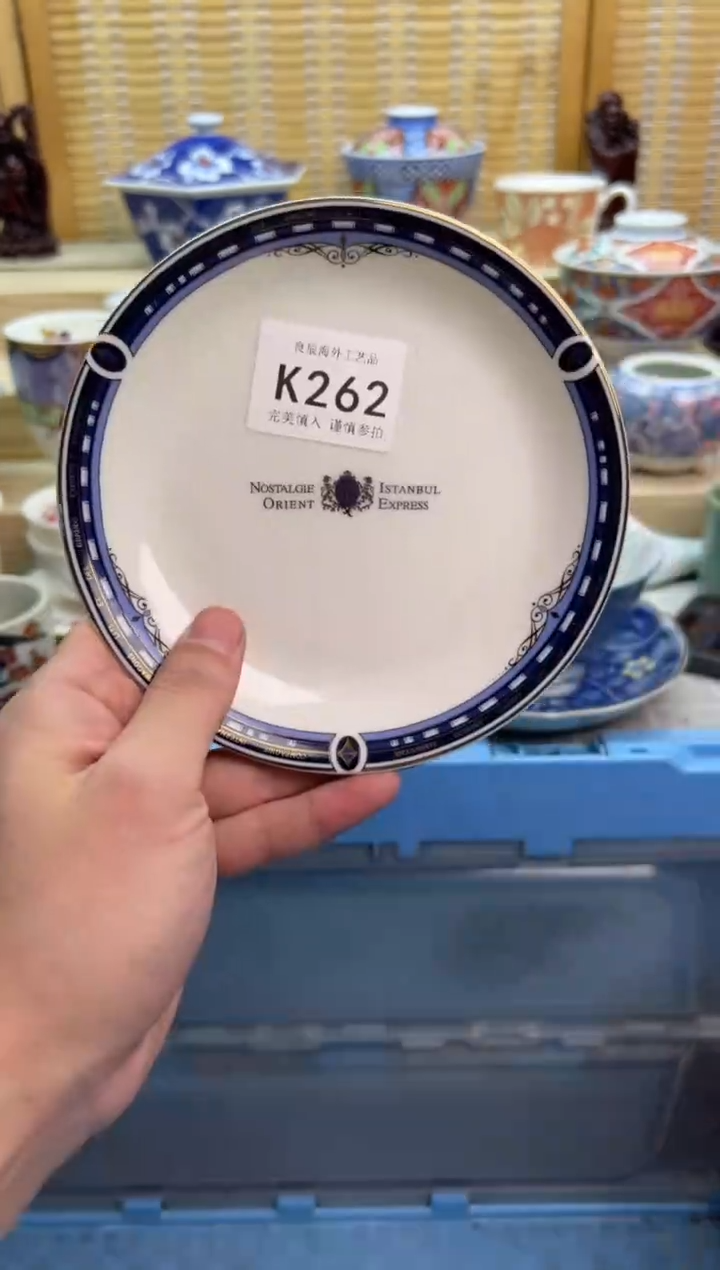 良辰海外工艺品
K262
完美慎入 谨慎参拍
NOSTALGIE ISTANBUL
ORIENT EXPRESS